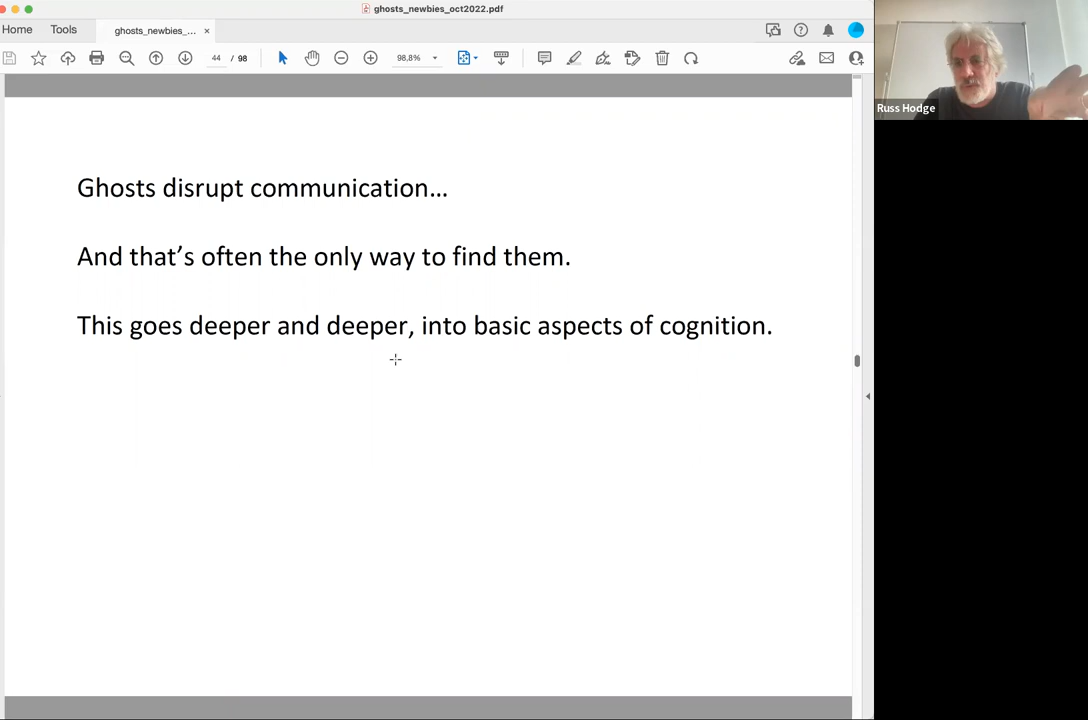 ghosts_newbies_oct2022.pdf
Home Tools ghosts_newbies_... ×
44 / 98 98,8%
Russ Hodge
Ghosts disrupt communication...
And that's often the only way to find them.
This goes deeper and deeper, into basic aspects of cognition.